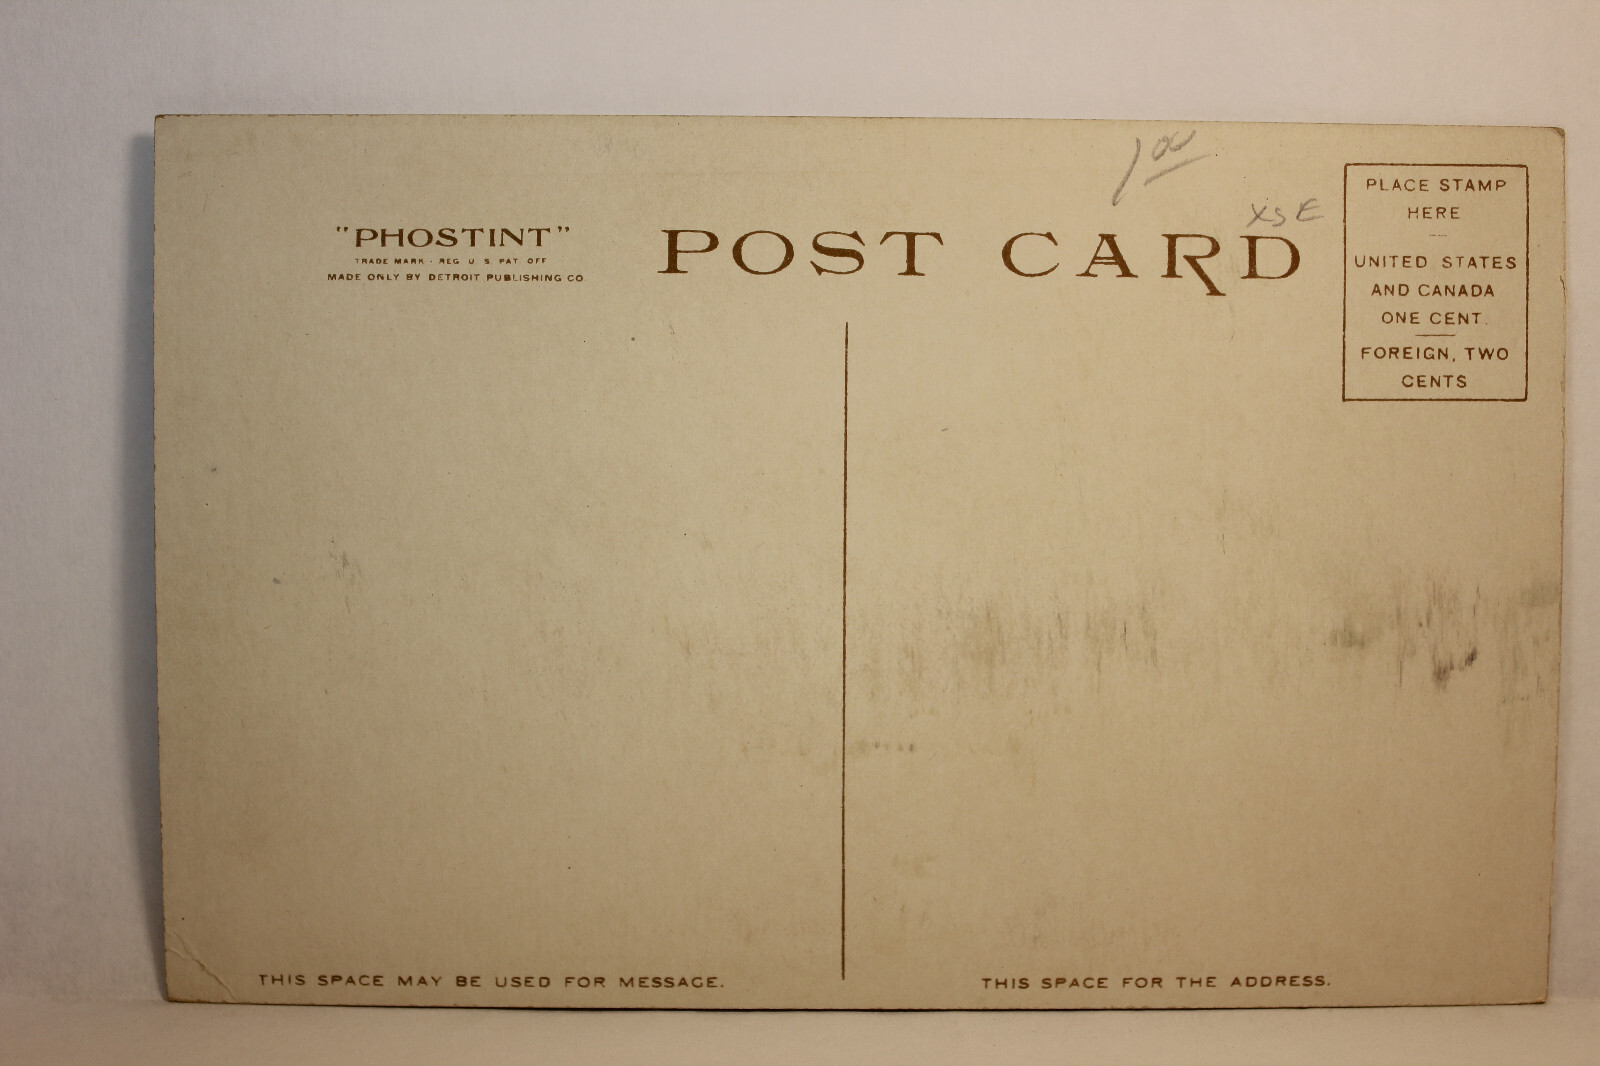 1 00
XSE
"PHOSTINT"
TRADE MARK · REG U S PAT OFF
MADE ONLY BY DETROIT PUBLISHING CO
POST CARD
PLACE STAMP
HERE
UNITED STATES
AND CANADA
ONE CENT.
FOREIGN, TWO
CENTS
THIS SPACE MAY BE USED FOR MESSAGE.
THIS SPACE FOR THE ADDRESS.